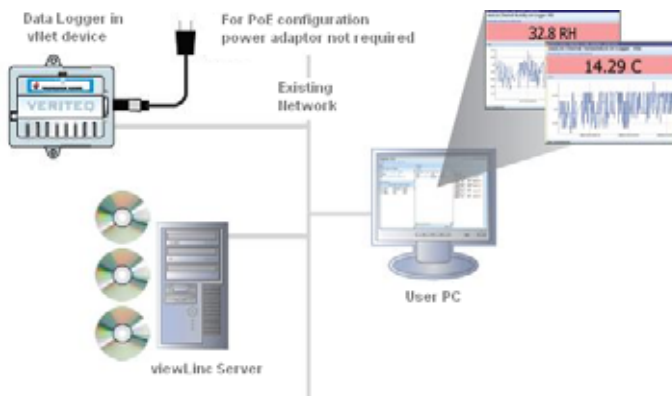 Data Logger in
vNet device
For PoE configuration
power adaptor not required
VERITEQ
Existing
Network
32.8 RH
14.29 C
User PC
viewLinc Server